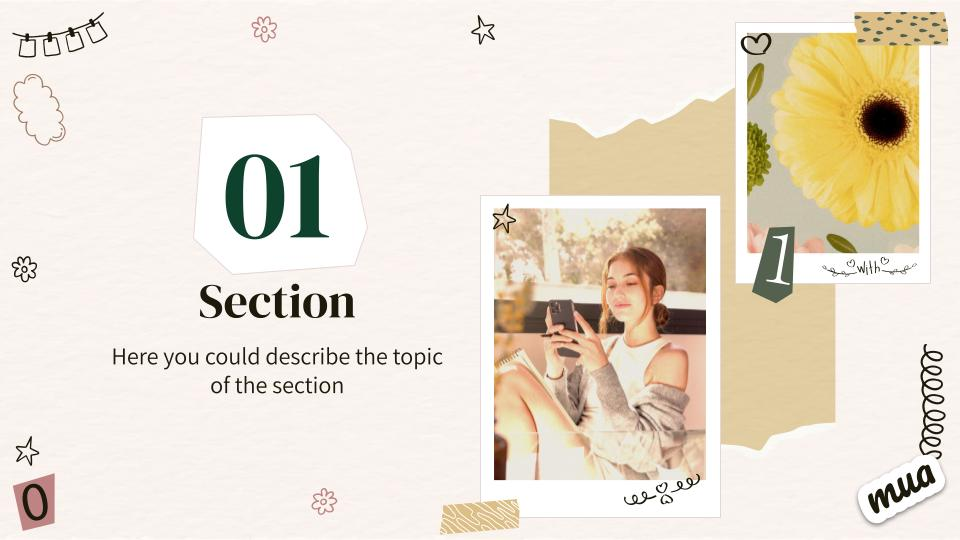 01
Section
Here you could describe the topic
of the section
1
With
0
mua